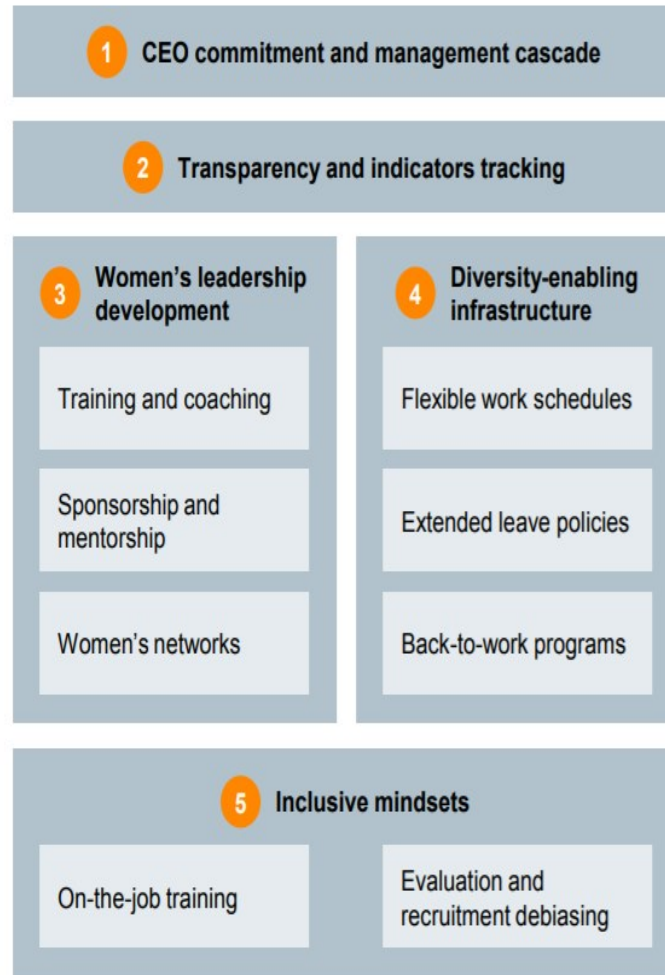 1 CEO commitment and management cascade
2 Transparency and indicators tracking
3 Women's leadership
development
Training and coaching
Sponsorship and
mentorship
Women's networks
4 Diversity-enabling
infrastructure
Flexible work schedules
Extended leave policies
Back-to-work programs
5 Inclusive mindsets
On-the-job training
Evaluation and
recruitment debiasing